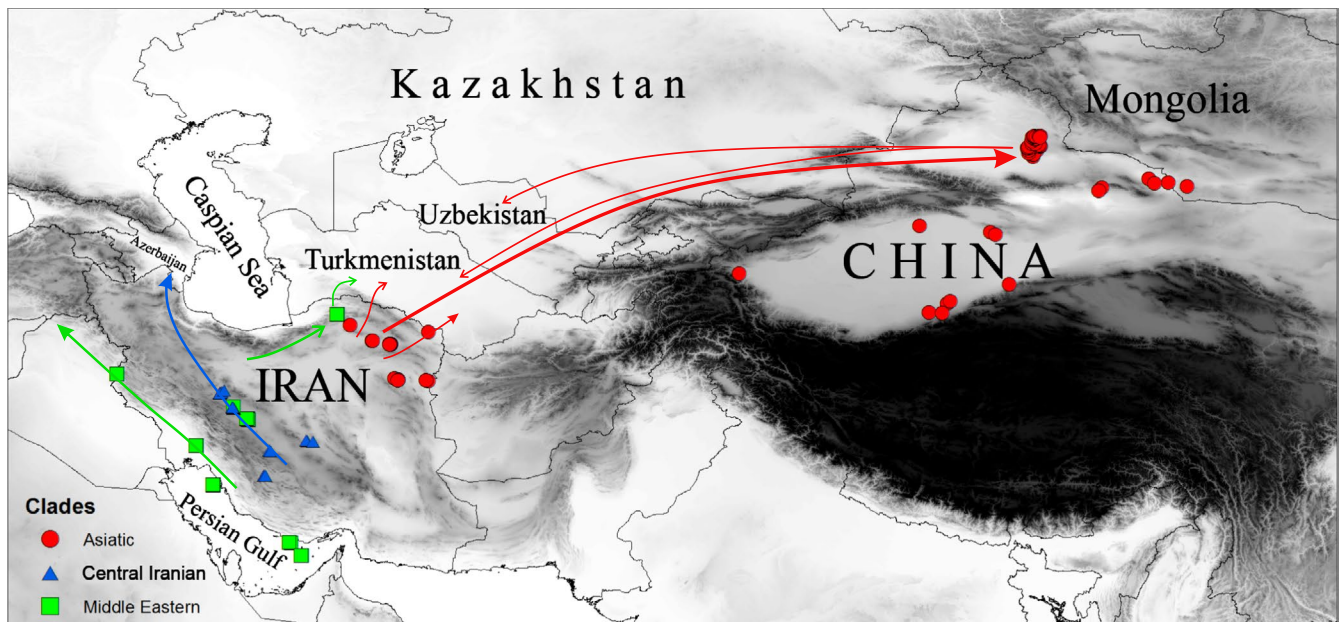 Kazakhstan
Mongolia
Caspian Sea
Uzbekistan
Azerbaijan
Turkmenistan
CHINA
IRAN
Persian Gulf
Clades
Asiatic
Central Iranian
Middle Eastern